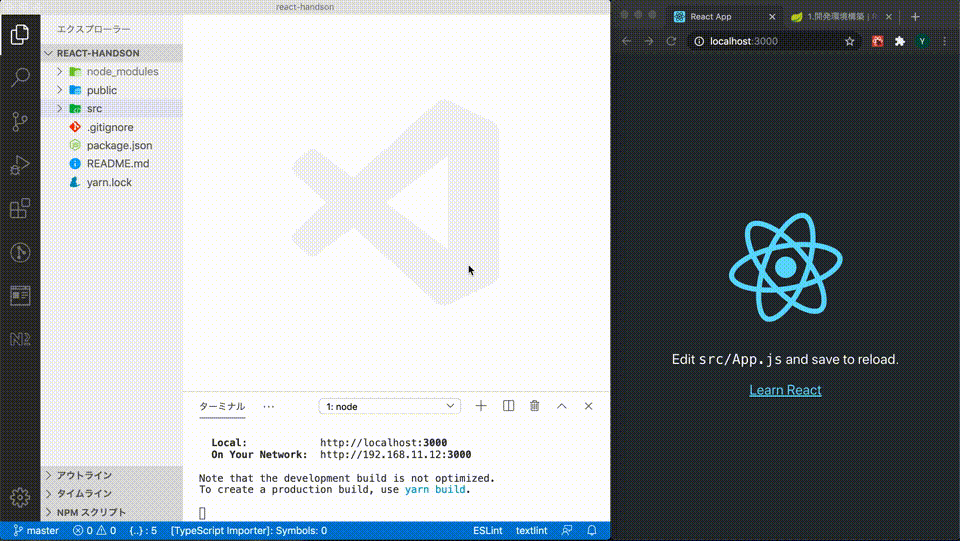 react-handson
エクスプローラー
REACT-HANDSON
node_modules
public
src
.gitignore
package.json
README.md
yarn.lock
アウトライン
タイムライン
NPM スクリプト
ターミナル ··· 1: node
Local: http://localhost:3000
On Your Network: http://192.168.11.12:3000
Note that the development build is not optimized.
To create a production build, use yarn build.
master 0 0 {..} : 5 [TypeScript Importer]: Symbols: 0 ESLint textlint
React App 1.開発環境構築 | R
localhost:3000 Y
Edit src/App.js and save to reload.
Learn React